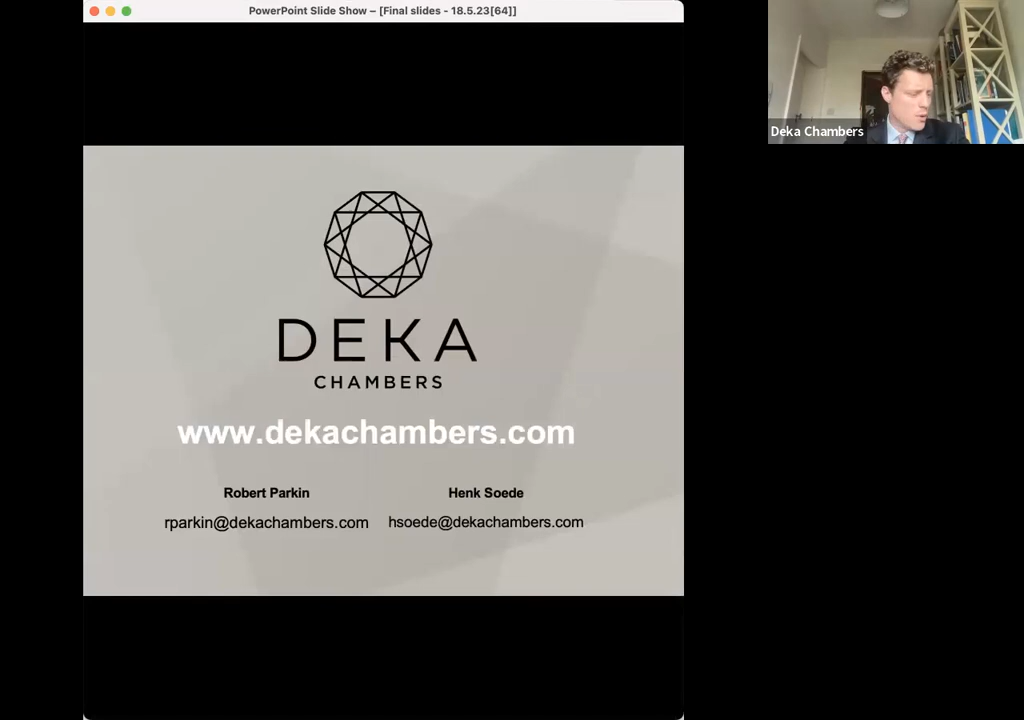 PowerPoint Slide Show – [Final slides - 18.5.23[64]]
Deka Chambers
DEKA
CHAMBERS
www.dekachambers.com
Robert Parkin
Henk Soede
rparkin@dekachambers.com
hsoede@dekachambers.com